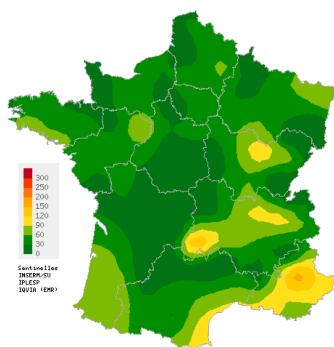 300
250
200
150
120
90
60
30
0
Sentinelles
INSERM/SU
IPLESP
IQVIA (EMR)